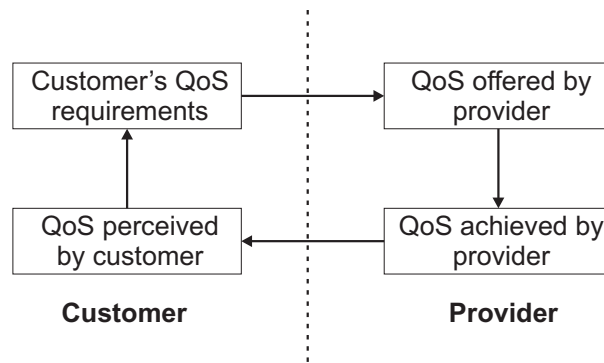 Customer’s QoS
requirements
QoS offered by
provider
QoS perceived
by customer
QoS achieved by
provider
Customer
Provider